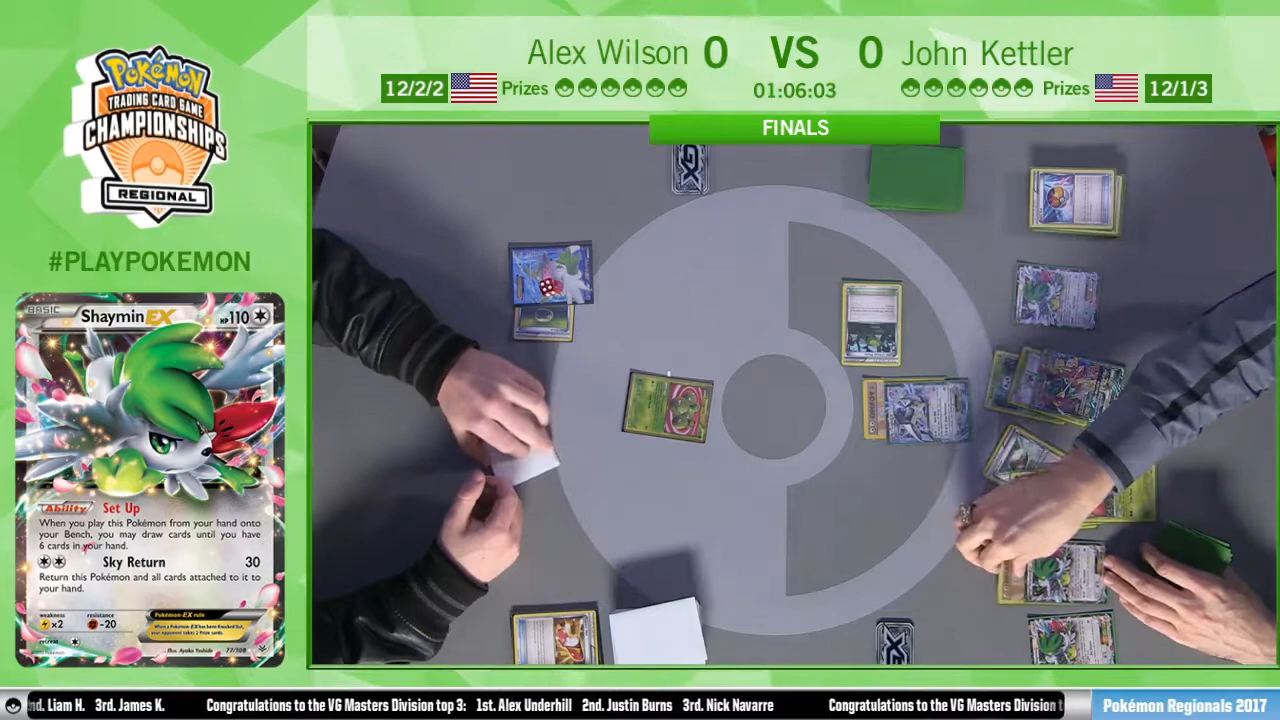 Pokémon
TRADING CARD GAME
CHAMPIONSHIPS
REGIONAL
Alex Wilson 0 VS 0 John Kettler
12/2/2 Prizes 01:06:03 Prizes 12/1/3
FINALS
GX
#PLAYPOKEMON
BASIC Shaymin EX HP110
Ability Set Up
When you play this Pokémon from your hand onto
your Bench, you may draw cards until you have
6 cards in your hand.
Sky Return 30
Return this Pokémon and all cards attached to it to
your hand.
weakness resistance Pokémon-EX rule
x2 -20 When a Pokémon-EX has been Knocked Out,
your opponent takes 2 Prize cards.
retreat
Illus. Ayaka Yoshida 77/108
GX
nd. Liam H. 3rd. James K. Congratulations to the VG Masters Division top 3: 1st. Alex Underhill 2nd. Justin Burns 3rd. Nick Navarre Congratulations to the VG Masters Division t
Pokémon Regionals 2017